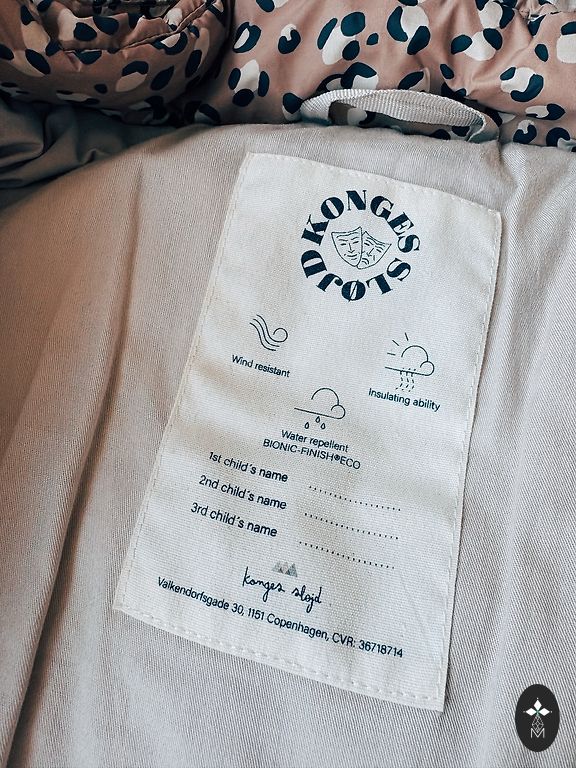 KONGES SLØJD
Wind resistant
Insulating ability
Water repellent
BIONIC-FINISH®ECO
1st child´s name
2nd child´s name
3rd child´s name
konges sløjd
Valkendorfsgade 30, 1151 Copenhagen, CVR: 36718714
M